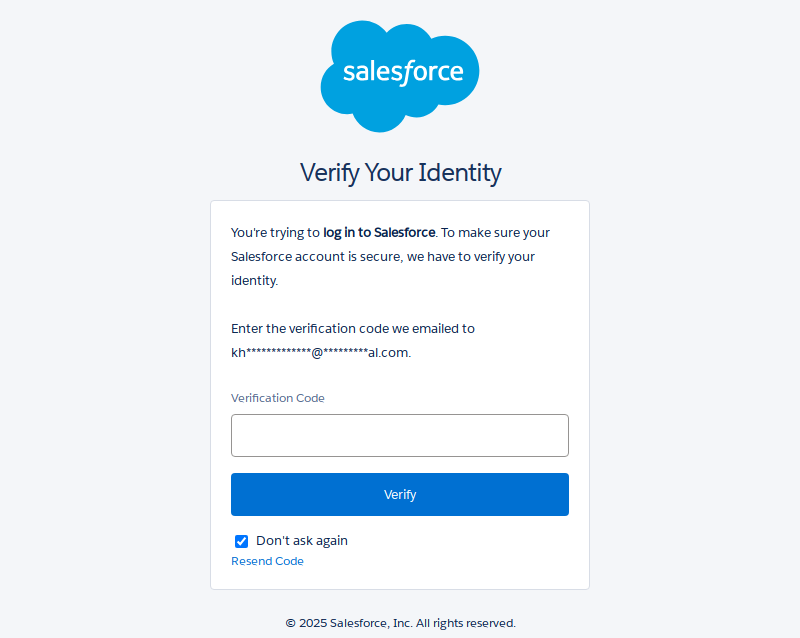 salesforce
Verify Your Identity
You're trying to log in to Salesforce. To make sure your
Salesforce account is secure, we have to verify your
identity.
Enter the verification code we emailed to
kh*************@*********al.com.
Verification Code
Verify
Don't ask again
Resend Code
© 2025 Salesforce, Inc. All rights reserved.